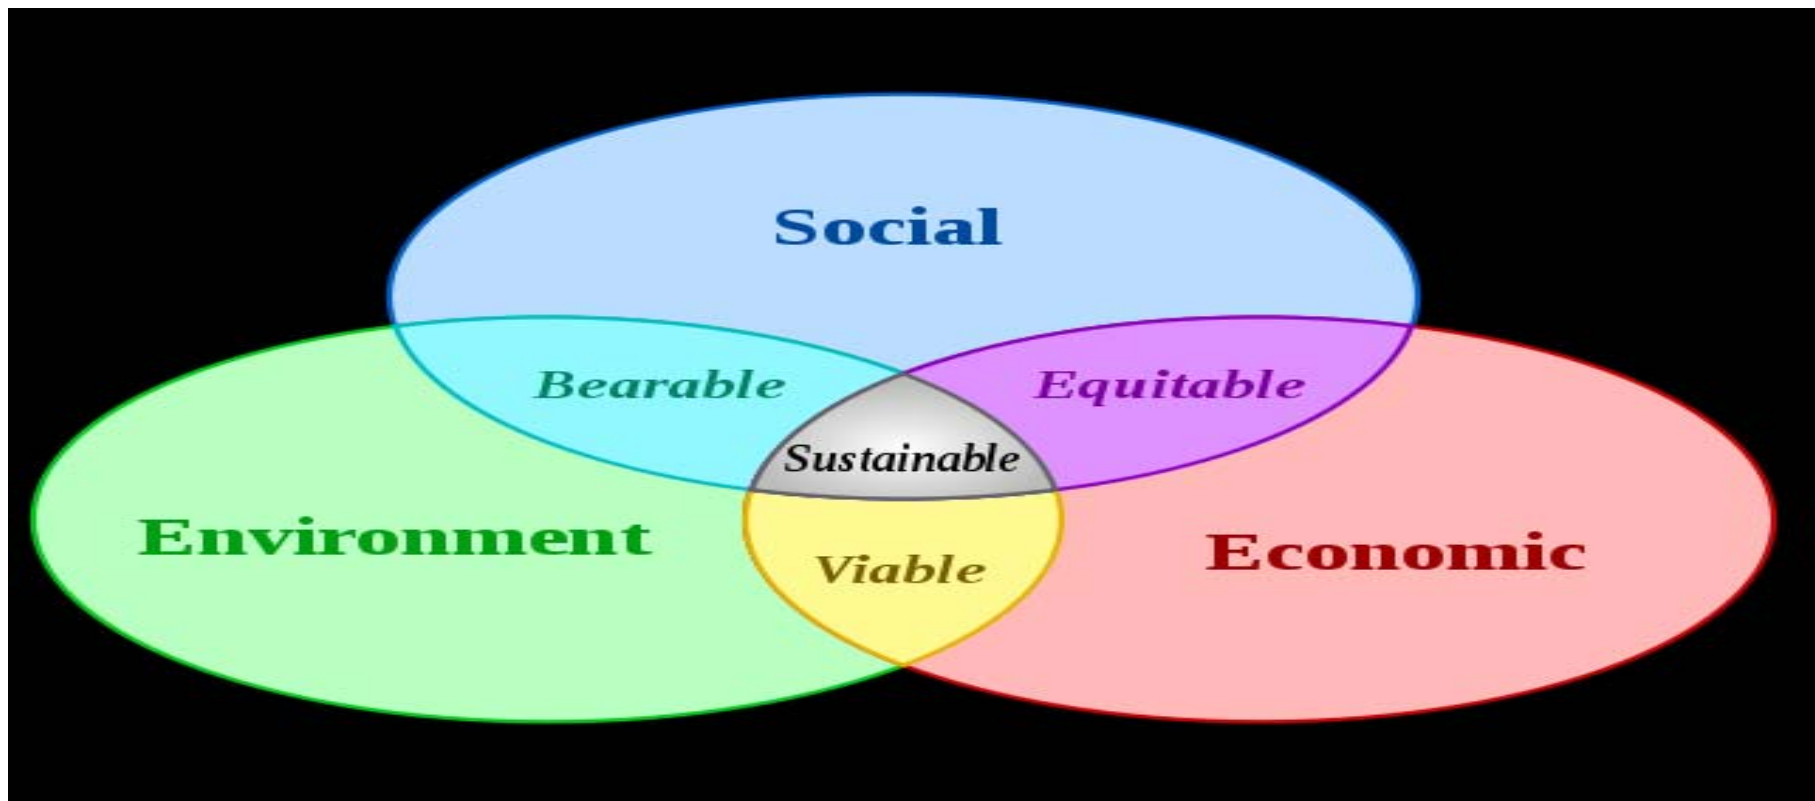 Social
Bearable
Equitable
Sustainable
Environment
Economic
Viable